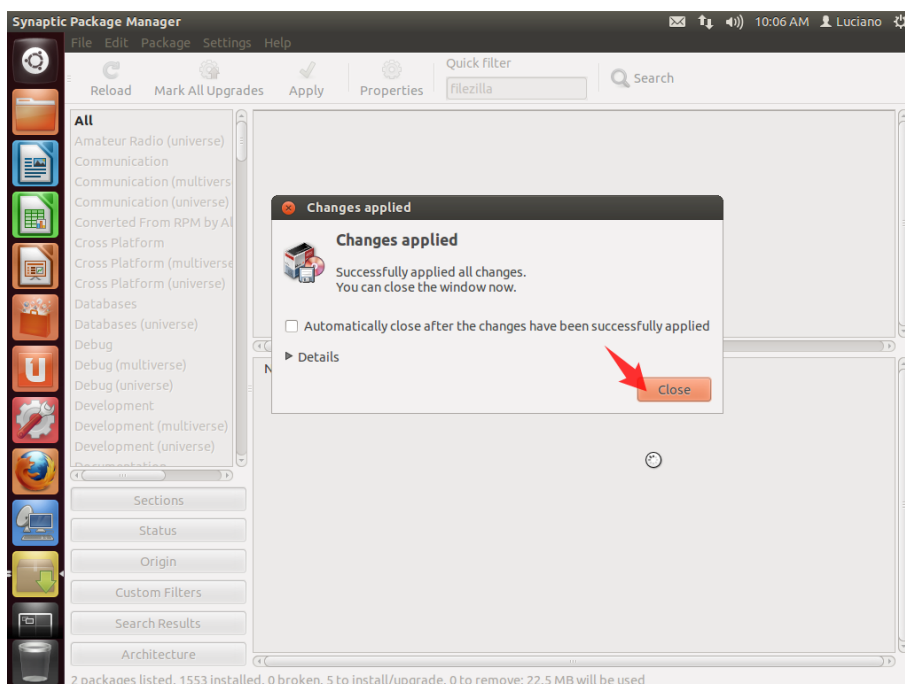 Synaptic Package Manager
10:06 AM Luciano
File Edit Package Settings Help
Reload Mark All Upgrades Apply Properties
Quick filter
filezilla
Search
All
Amateur Radio (universe)
Communication
Communication (multivers
Communication (universe)
Converted From RPM by Al
Cross Platform
Cross Platform (multiverse
Cross Platform (universe)
Databases
Databases (universe)
Debug
Debug (multiverse)
Debug (universe)
Development
Development (multiverse)
Development (universe)
Documentation
Sections
Status
Origin
Custom Filters
Search Results
Architecture
Changes applied
Changes applied
Successfully applied all changes.
You can close the window now.
Automatically close after the changes have been successfully applied
Details
N
Close
2 packages listed, 1553 installed, 0 broken. 5 to install/upgrade, 0 to remove; 22.5 MB will be used